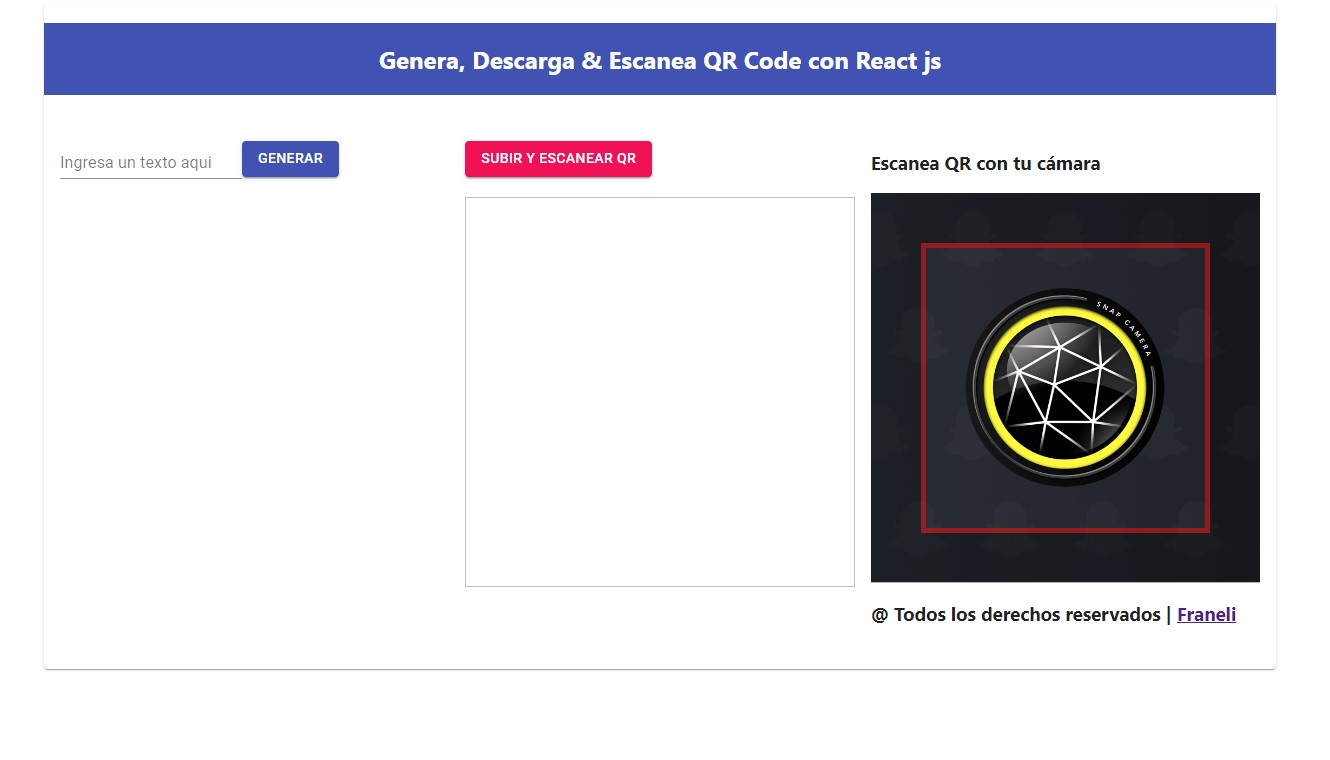 Genera, Descarga & Escanea QR Code con React js
Ingresa un texto aqui
GENERAR
SUBIR Y ESCANEAR QR
Escanea QR con tu cámara
SNAP CAMERA
@ Todos los derechos reservados | Franeli